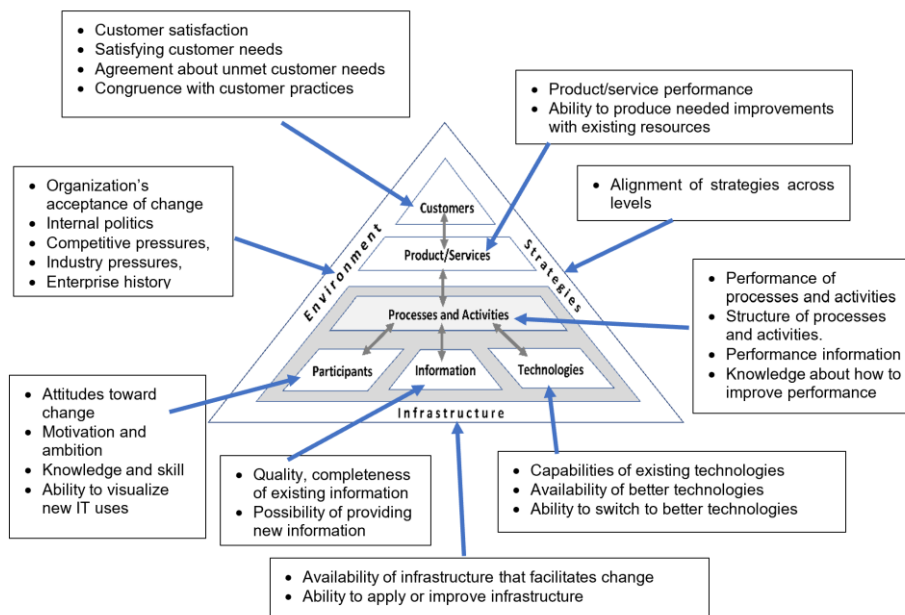 • Customer satisfaction
• Satisfying customer needs
• Agreement about unmet customer needs
• Congruence with customer practices
• Product/service performance
• Ability to produce needed improvements
with existing resources
• Organization's
acceptance of change
• Internal politics
• Competitive pressures,
• Industry pressures,
• Enterprise history
• Alignment of strategies across
levels
Customers
Environment
Strategies
Product/Services
Processes and Activities
• Performance of
processes and activities
• Structure of processes
and activities.
• Performance information
• Knowledge about how to
improve performance
Participants
Information
Technologies
Infrastructure
• Attitudes toward
change
• Motivation and
ambition
• Knowledge and skill
• Ability to visualize
new IT uses
• Quality, completeness
of existing information
• Possibility of providing
new information
• Capabilities of existing technologies
• Availability of better technologies
• Ability to switch to better technologies
• Availability of infrastructure that facilitates change
• Ability to apply or improve infrastructure